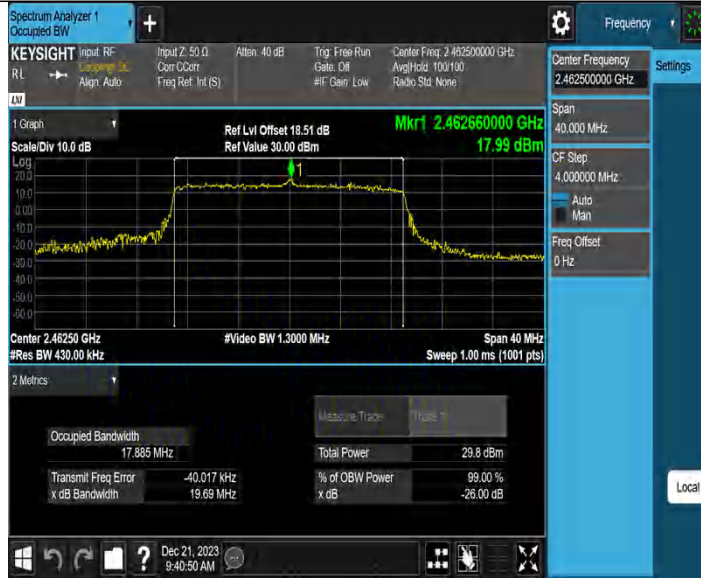 Spectrum Analyzer 1
Occupied BW
Frequency
KEYSIGHT
Input: RF
Coupling: DC
Align: Auto
RL
LXI
Input Z: 50 Ω
Corr CCorr
Freq Ref: Int (S)
Atten: 40 dB
Trig: Free Run
Gate: Off
#IF Gain: Low
Center Freq: 2.462500000 GHz
Avg|Hold: 100/100
Radio Std: None
Center Frequency
2.462500000 GHz
Settings
Span
40.000 MHz
CF Step
4.000000 MHz
Auto
Man
Freq Offset
0 Hz
Local
1 Graph
Scale/Div 10.0 dB
Ref Lvl Offset 18.51 dB
Ref Value 30.00 dBm
Mkr1 2.462660000 GHz
17.99 dBm
Log
20.0
10.0
0.00
-10.0
-20.0
-30.0
-40.0
-50.0
-60.0
1
Center 2.46250 GHz
#Video BW 1.3000 MHz
Span 40 MHz
#Res BW 430.00 kHz
Sweep 1.00 ms (1001 pts)
2 Metrics
Measure Trace
Trace 1
Occupied Bandwidth
17.885 MHz
Total Power
29.8 dBm
Transmit Freq Error
-40.017 kHz
% of OBW Power
99.00 %
x dB Bandwidth
19.69 MHz
x dB
-26.00 dB
Dec 21, 2023
9:40:50 AM